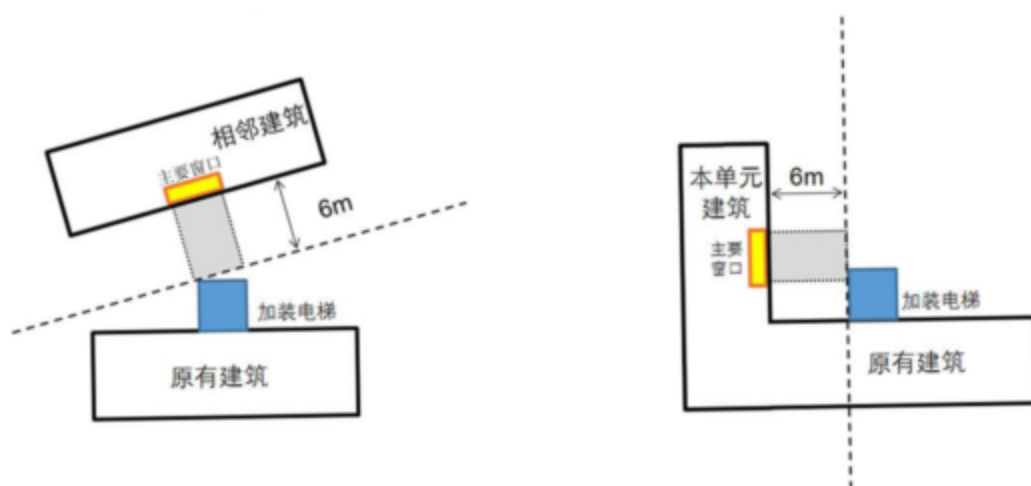 相邻建筑
主要窗口
6m
加装电梯
原有建筑
本单元
建筑
6m
主要
窗口
加装电梯
原有建筑